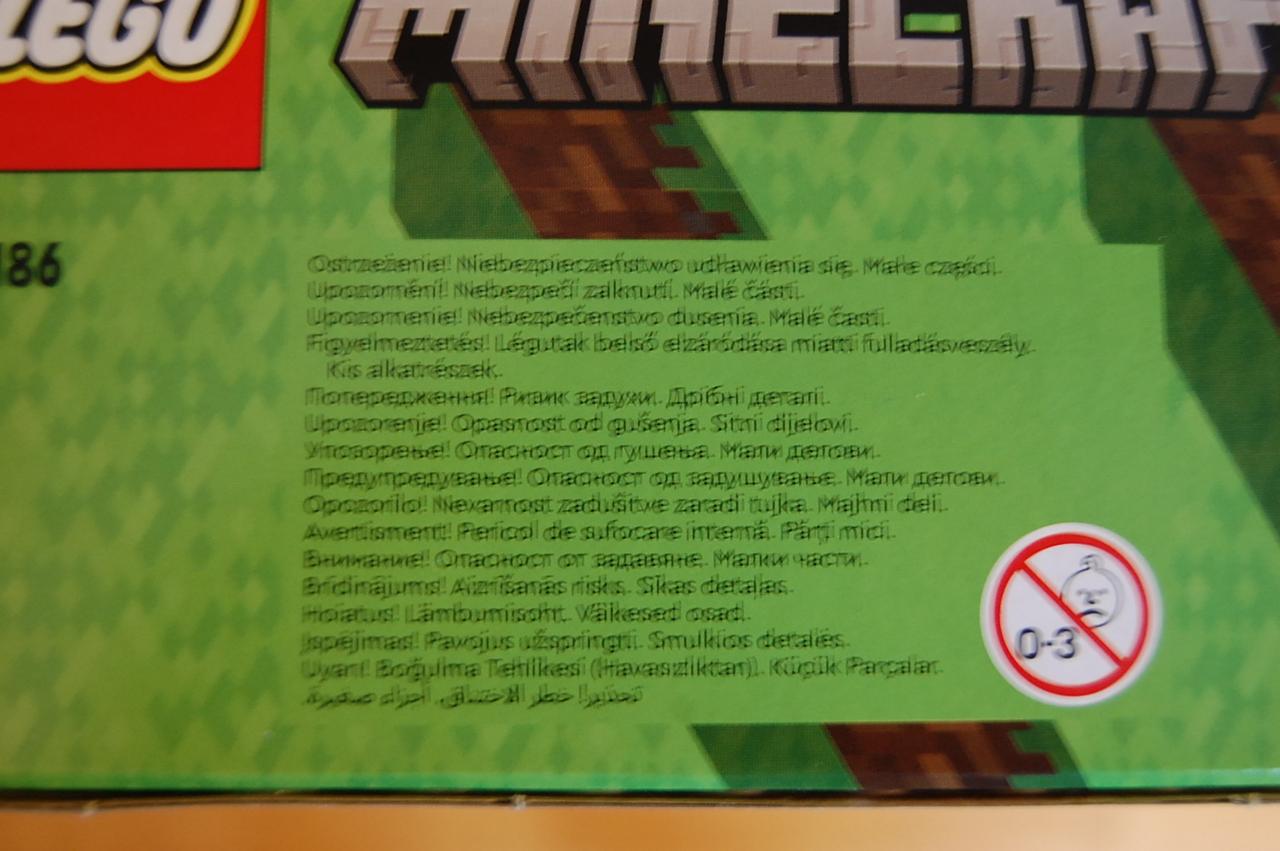 LEGO
MINECRAF
186
Ostrzeżenie! Niebezpieczeństwo udławienia się. Małe części.
Upozornění! Nebezpečí zalknutí. Malé části.
Upozornenie! Nebezpečenstvo dusenia. Malé časti.
Figyelmeztetés! Légutak belső elzáródása miatti fulladásveszély.
Kis alkatrészek.
Попередження! Ризик задухи. Дрібні деталі.
Upozorenje! Opasnost od gušenja. Sitni dijelovi.
Упозорење! Опасност од гушења. Мали делови.
Предупредување! Опасност од задушување. Мали делови.
Opozorilo! Nevarnost zadušitve zaradi tujka. Majhni deli.
Avertisment! Pericol de sufocare internă. Părți mici.
Внимание! Опасност от задавяне. Малки части.
Brīdinājums! Aizrīšanās risks. Sīkas detaļas.
Hoiatus! Lämbumisoht. Väikesed osad.
Įspėjimas! Pavojus užspringti. Smulkios detalės.
Uyarı! Boğulma Tehlikesi (Havasızlıktan). Küçük Parçalar.
تحذير! خطر الاختناق. أجزاء صغيرة.
0-3